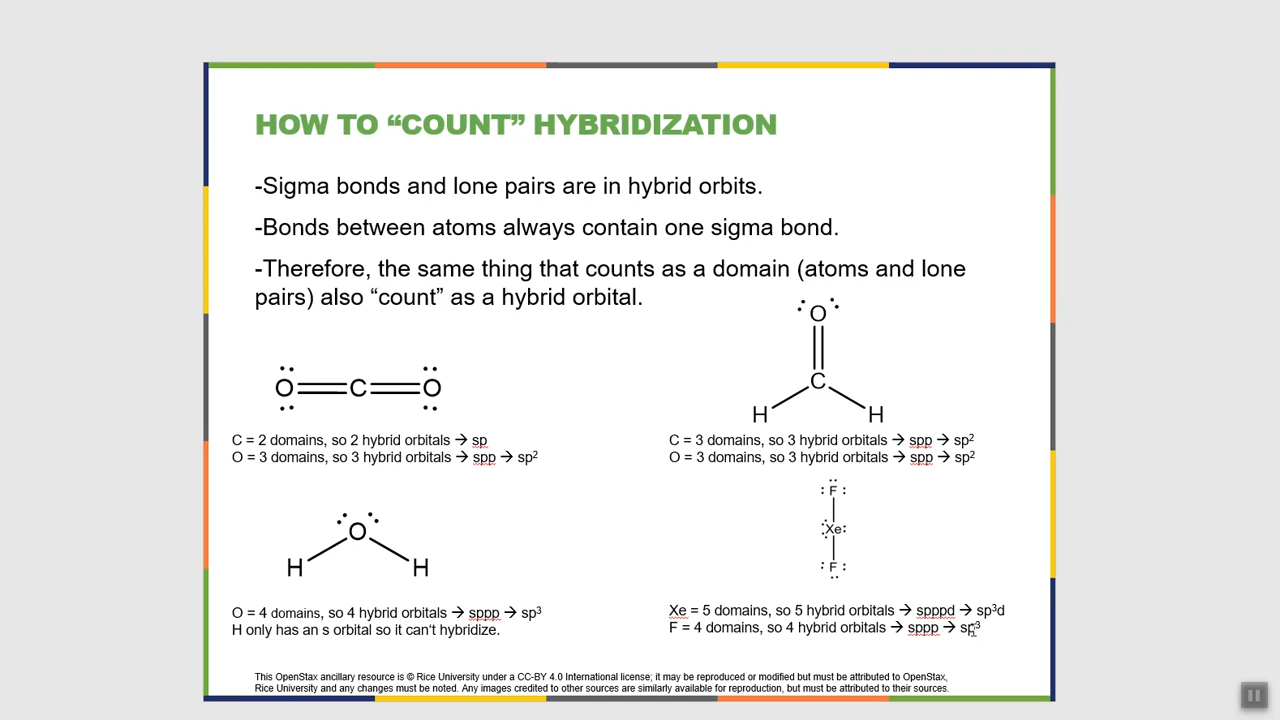 HOW TO “COUNT” HYBRIDIZATION
-Sigma bonds and lone pairs are in hybrid orbits.
-Bonds between atoms always contain one sigma bond.
-Therefore, the same thing that counts as a domain (atoms and lone
pairs) also “count” as a hybrid orbital.
O C O
C = 2 domains, so 2 hybrid orbitals → sp
O = 3 domains, so 3 hybrid orbitals → spp → sp²
O
C
H H
C = 3 domains, so 3 hybrid orbitals → spp → sp²
O = 3 domains, so 3 hybrid orbitals → spp → sp²
O
H H
O = 4 domains, so 4 hybrid orbitals → sppp → sp³
H only has an s orbital so it can‘t hybridize.
F
Xe
F
Xe = 5 domains, so 5 hybrid orbitals → spppd → sp³d
F = 4 domains, so 4 hybrid orbitals → sppp → sp³
This OpenStax ancillary resource is © Rice University under a CC-BY 4.0 International license; it may be reproduced or modified but must be attributed to OpenStax,
Rice University and any changes must be noted. Any images credited to other sources are similarly available for reproduction, but must be attributed to their sources.